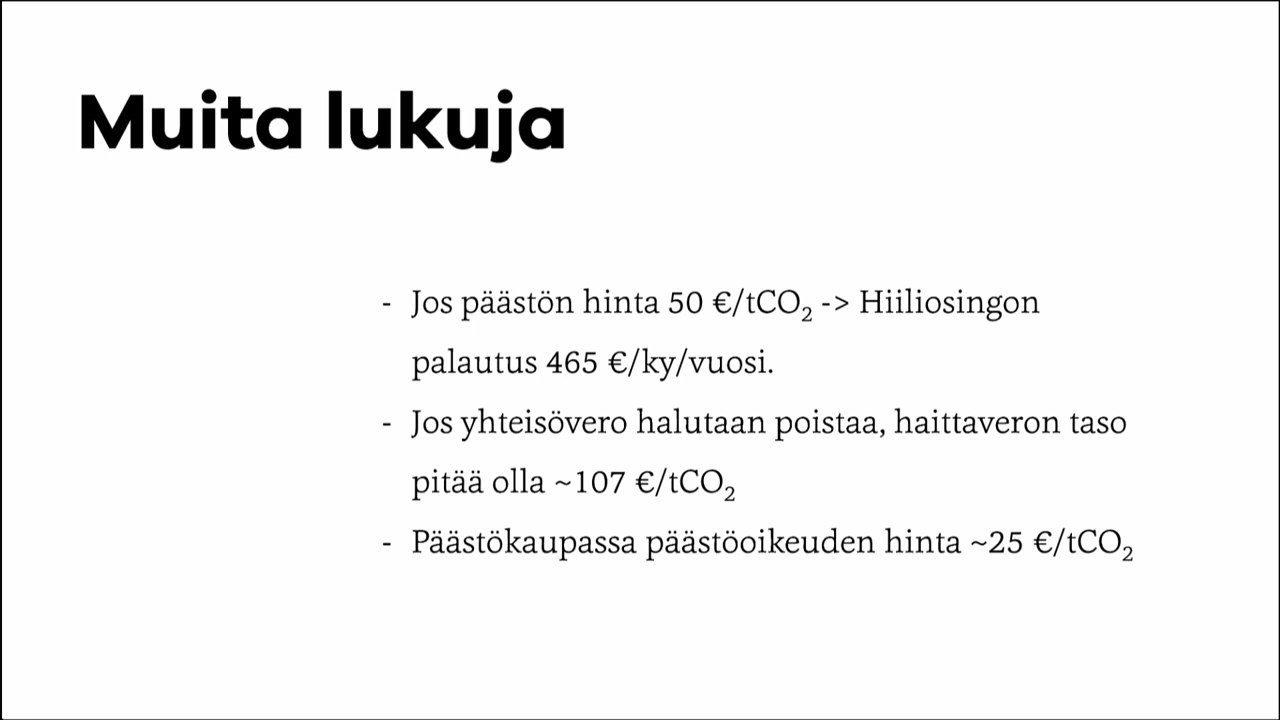 Muita lukuja
- Jos päästön hinta 50 €/tCO₂ -> Hiiliosingon
palautus 465 €/ky/vuosi.
- Jos yhteisövero halutaan poistaa, haittaveron taso
pitää olla ~107 €/tCO₂
- Päästökaupassa päästöoikeuden hinta ~25 €/tCO₂